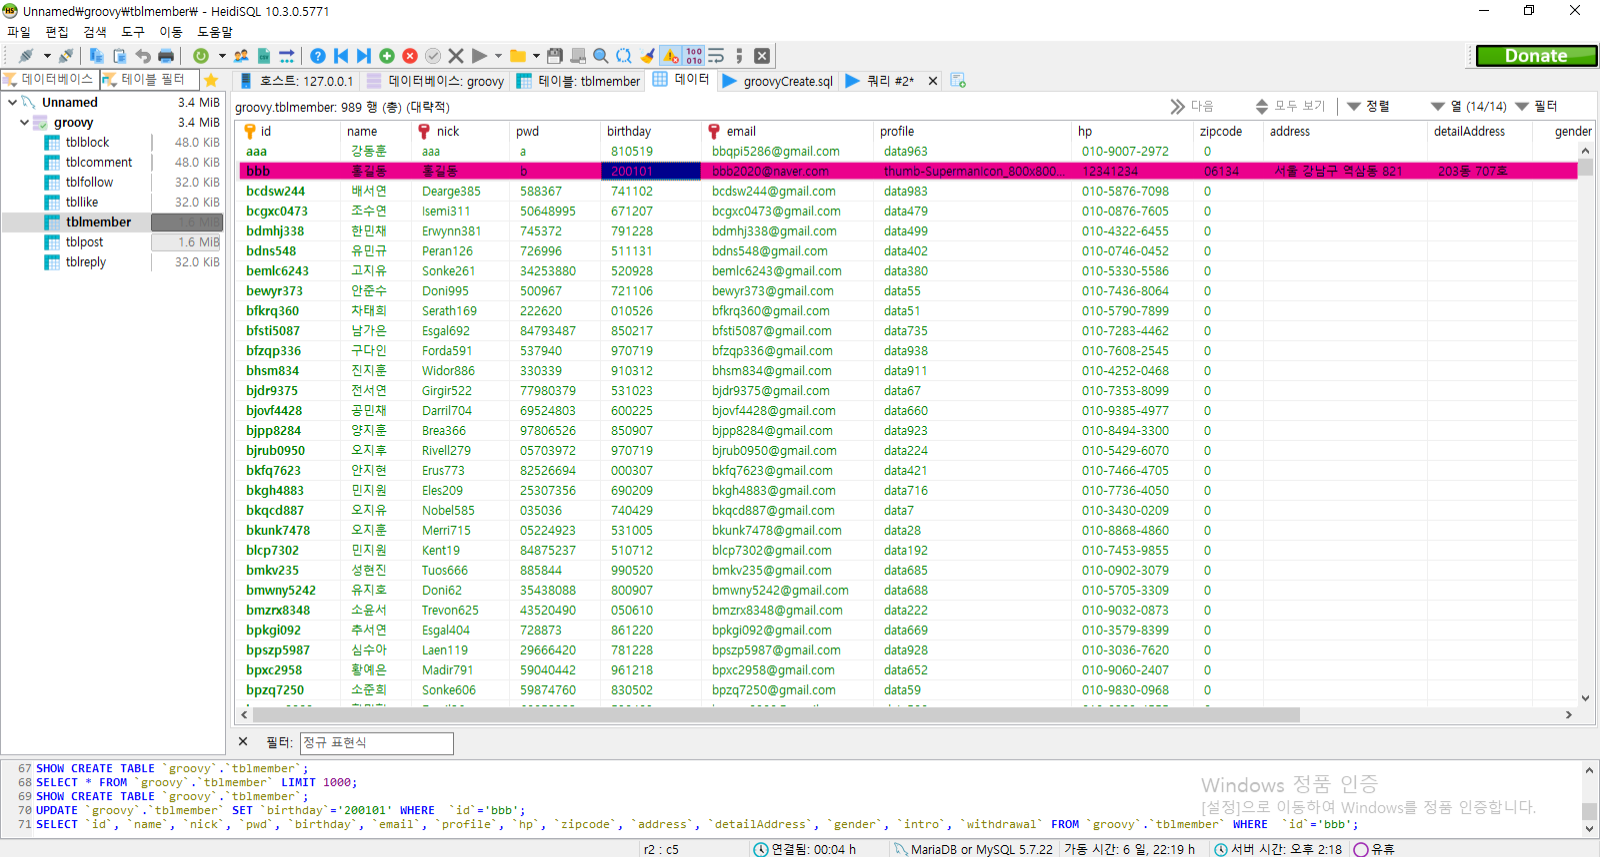 Unnamed\groovy\tblmember\ - HeidiSQL 10.3.0.5771
파일 편집 검색 도구 이동 도움말
Donate
데이터베이스 테이블 필터
호스트: 127.0.0.1 데이터베이스: groovy 테이블: tblmember 데이터 groovyCreate.sql 쿼리 #2*
Unnamed 3.4 MiB
groovy 3.4 MiB
tblblock 48.0 KiB
tblcomment 48.0 KiB
tblfollow 32.0 KiB
tbllike 32.0 KiB
tblmember 1.6 MiB
tblpost 1.6 MiB
tblreply 32.0 KiB
groovy.tblmember: 989 행 (총) (대략적) 다음 모두 보기 정렬 열 (14/14) 필터
id name nick pwd birthday email profile hp zipcode address detailAddress gender
aaa 강동훈 aaa a 810519 bbqpi5286@gmail.com data963 010-9007-2972 0
bbb 홍길동 홍길동 b 200101 bbb2020@naver.com thumb-Supermanicon_800x800... 12341234 06134 서울 강남구 역삼동 821 203동 707호
bcdsw244 배서연 Dearge385 588367 741102 bcdsw244@gmail.com data983 010-5876-7098 0
bcgxc0473 조수연 Isemi311 50648995 671207 bcgxc0473@gmail.com data479 010-0876-7605 0
bdmhj338 한민재 Erwynn381 745372 791228 bdmhj338@gmail.com data499 010-4322-6455 0
bdns548 유민규 Peran126 726996 511131 bdns548@gmail.com data402 010-0746-0452 0
bemlc6243 고지유 Sonke261 34253880 520928 bemlc6243@gmail.com data380 010-5330-5586 0
bewyr373 안준수 Doni995 500967 721106 bewyr373@gmail.com data55 010-7436-8064 0
bfkrq360 차태희 Serath169 222620 010526 bfkrq360@gmail.com data51 010-5790-7899 0
bfsti5087 남가은 Esgal692 84793487 850217 bfsti5087@gmail.com data735 010-7283-4462 0
bfzqp336 구다인 Forda591 537940 970719 bfzqp336@gmail.com data938 010-7608-2545 0
bhsm834 진지훈 Widor886 330339 910312 bhsm834@gmail.com data911 010-4252-0468 0
bjdr9375 전서연 Girgir522 77980379 531023 bjdr9375@gmail.com data67 010-7353-8099 0
bjovf4428 공민재 Darril704 69524803 600225 bjovf4428@gmail.com data660 010-9385-4977 0
bjpp8284 양지훈 Brea366 97806526 850907 bjpp8284@gmail.com data923 010-8494-3300 0
bjrub0950 오지후 Rivell279 05703972 970719 bjrub0950@gmail.com data224 010-5429-6070 0
bkfq7623 안지현 Erus773 82526694 000307 bkfq7623@gmail.com data421 010-7466-4705 0
bkgh4883 민지원 Eles209 25307356 690209 bkgh4883@gmail.com data716 010-7736-4050 0
bkqcd887 오지유 Nobel585 035036 740429 bkqcd887@gmail.com data7 010-3430-0209 0
bkunk7478 오지훈 Merri715 05224923 531005 bkunk7478@gmail.com data28 010-8868-4860 0
blcp7302 민지원 Kent19 84875237 510712 blcp7302@gmail.com data192 010-7453-9855 0
bmkv235 성현진 Tuos666 885844 990520 bmkv235@gmail.com data685 010-0902-3079 0
bmwny5242 유지호 Doni62 35438088 800907 bmwny5242@gmail.com data688 010-5705-3309 0
bmzrx8348 소윤서 Trevon625 43520490 050610 bmzrx8348@gmail.com data222 010-9032-0873 0
bpkgi092 추서연 Esgal404 728873 861220 bpkgi092@gmail.com data669 010-3579-8399 0
bpszp5987 심수아 Laen119 29666420 781228 bpszp5987@gmail.com data928 010-3036-7620 0
bpxc2958 황예은 Madir791 59040442 961218 bpxc2958@gmail.com data652 010-9060-2407 0
bpzq7250 소준희 Sonke606 59874760 830502 bpzq7250@gmail.com data59 010-9830-0968 0
필터: 정규 표현식
67 SHOW CREATE TABLE `groovy`.`tblmember`;
68 SELECT * FROM `groovy`.`tblmember` LIMIT 1000;
69 SHOW CREATE TABLE `groovy`.`tblmember`;
70 UPDATE `groovy`.`tblmember` SET `birthday`='200101' WHERE `id`='bbb';
71 SELECT `id`, `name`, `nick`, `pwd`, `birthday`, `email`, `profile`, `hp`, `zipcode`, `address`, `detailAddress`, `gender`, `intro`, `withdrawal` FROM `groovy`.`tblmember` WHERE `id`='bbb';
Windows 정품 인증
[설정]으로 이동하여 Windows를 정품 인증합니다.
r2 : c5 연결됨: 00:04 h MariaDB or MySQL 5.7.22 가동 시간: 6 일, 22:19 h 서버 시간: 오후 2:18 유휴